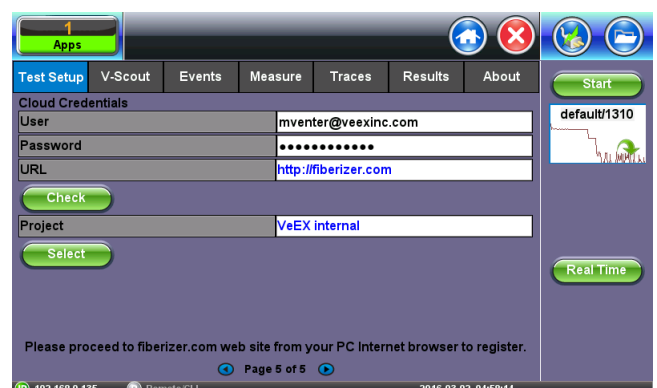 1
Apps
Test Setup V-Scout Events Measure Traces Results About
Start
Cloud Credentials
default/1310
User mventer@veexinc.com
Password ••••••••••••
URL http://fiberizer.com
Check
Project VeEX internal
Select
Real Time
Please proceed to fiberizer.com web site from your PC Internet browser to register.
Page 5 of 5